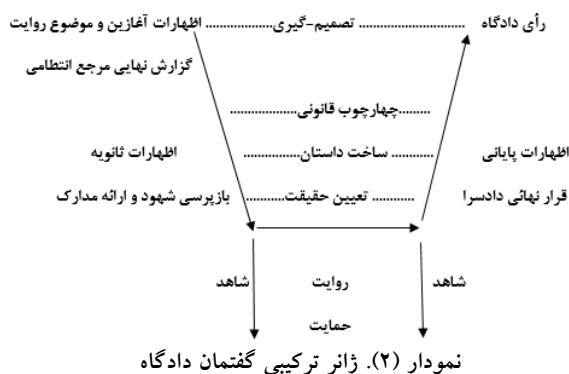 رأی دادگاه ............................ تصمیم-گیری .................. اظهارات آغازین و موضوع روایت
گزارش نهایی مرجع انتظامی
.........چهارچوب قانونی...................
اظهارات پایانی .......... ساخت داستان................. اظهارات ثانویه
قرار نهائی دادسرا ............ تعیین حقیقت............ بازپرسی شهود و ارائه مدارک
شاهد روایت شاهد
حمایت
نمودار (۲). ژانر ترکیبی گفتمان دادگاه